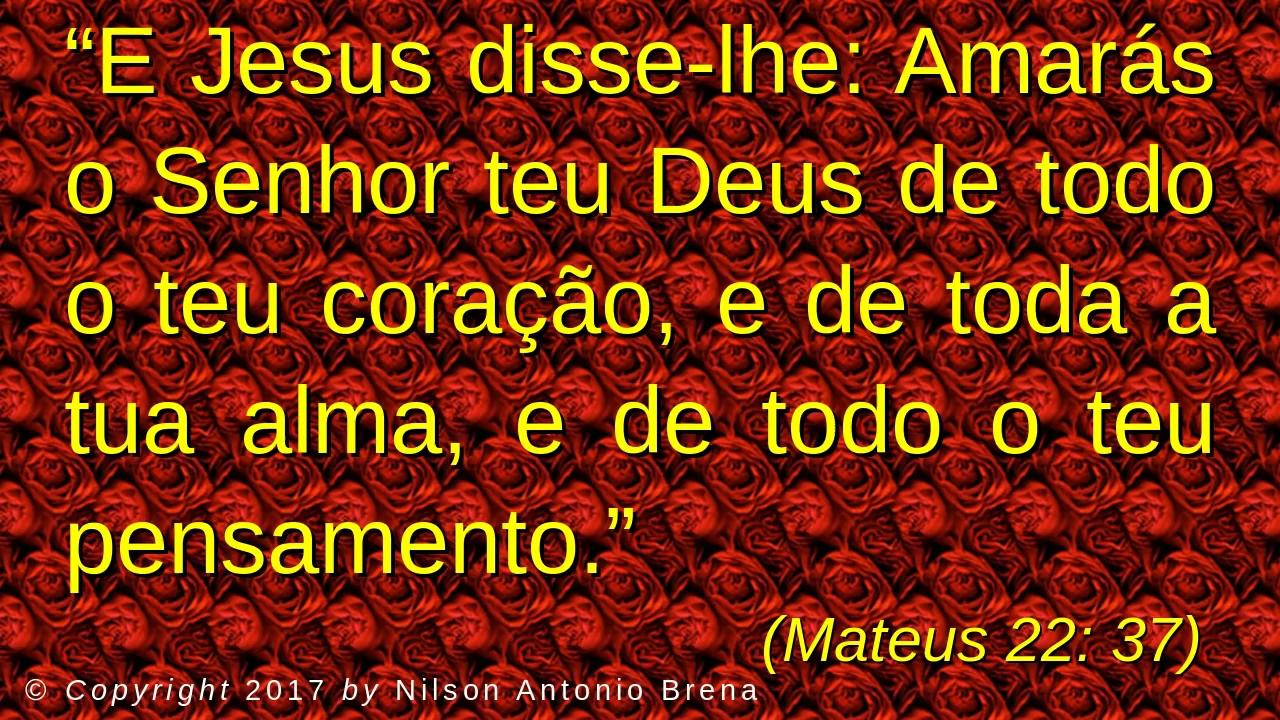 “E Jesus disse-lhe: Amarás
o Senhor teu Deus de todo
o teu coração, e de toda a
tua alma, e de todo o teu
pensamento.”
(Mateus 22: 37)
© Copyright 2017 by Nilson Antonio Brena